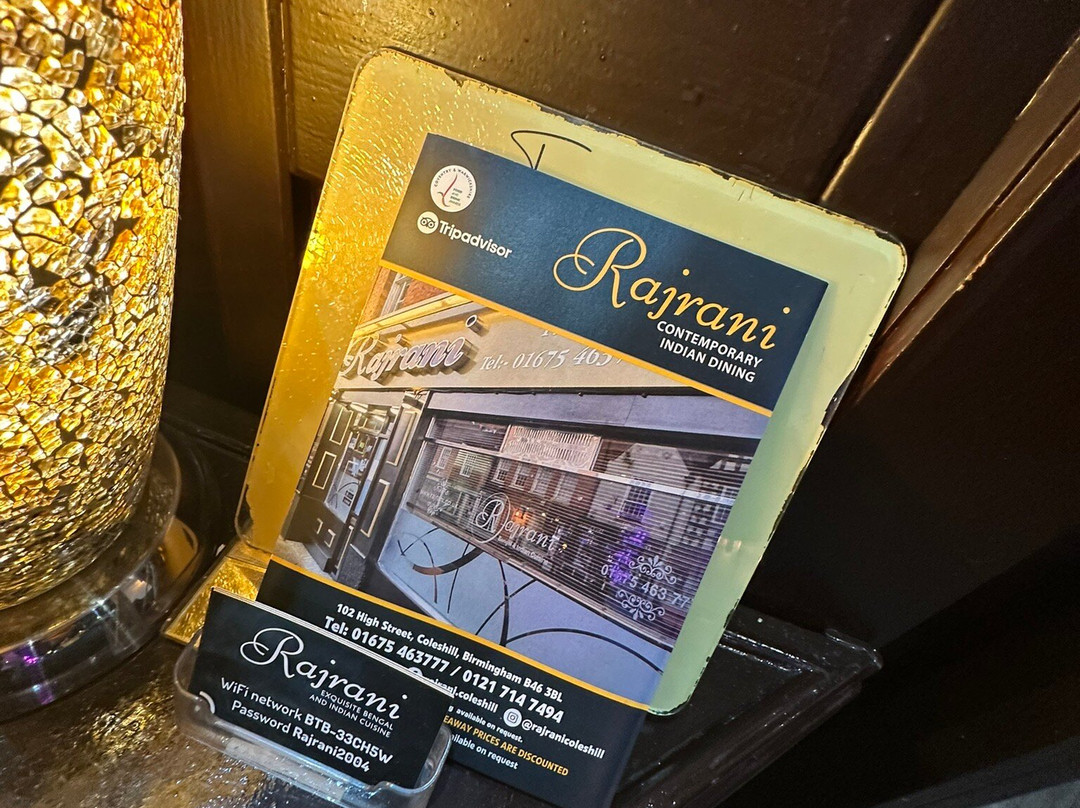 Tripadvisor
Rajrani
CONTEMPORARY
INDIAN DINING
Rajrani
Tel:- 01675 463
Rajrani
01675 463 77
102 High Street, Coleshill, Birmingham B46 3BL
Tel: 01675 463777 / 0121 714 7494
.coleshill @rajranicoleshill
available on request.
PRICES ARE DISCOUNTED
on request
Rajrani
EXQUISITE BENGAL
AND INDIAN CUISINE
WiFi network BTB-33CH5W
Password Rajrani2004